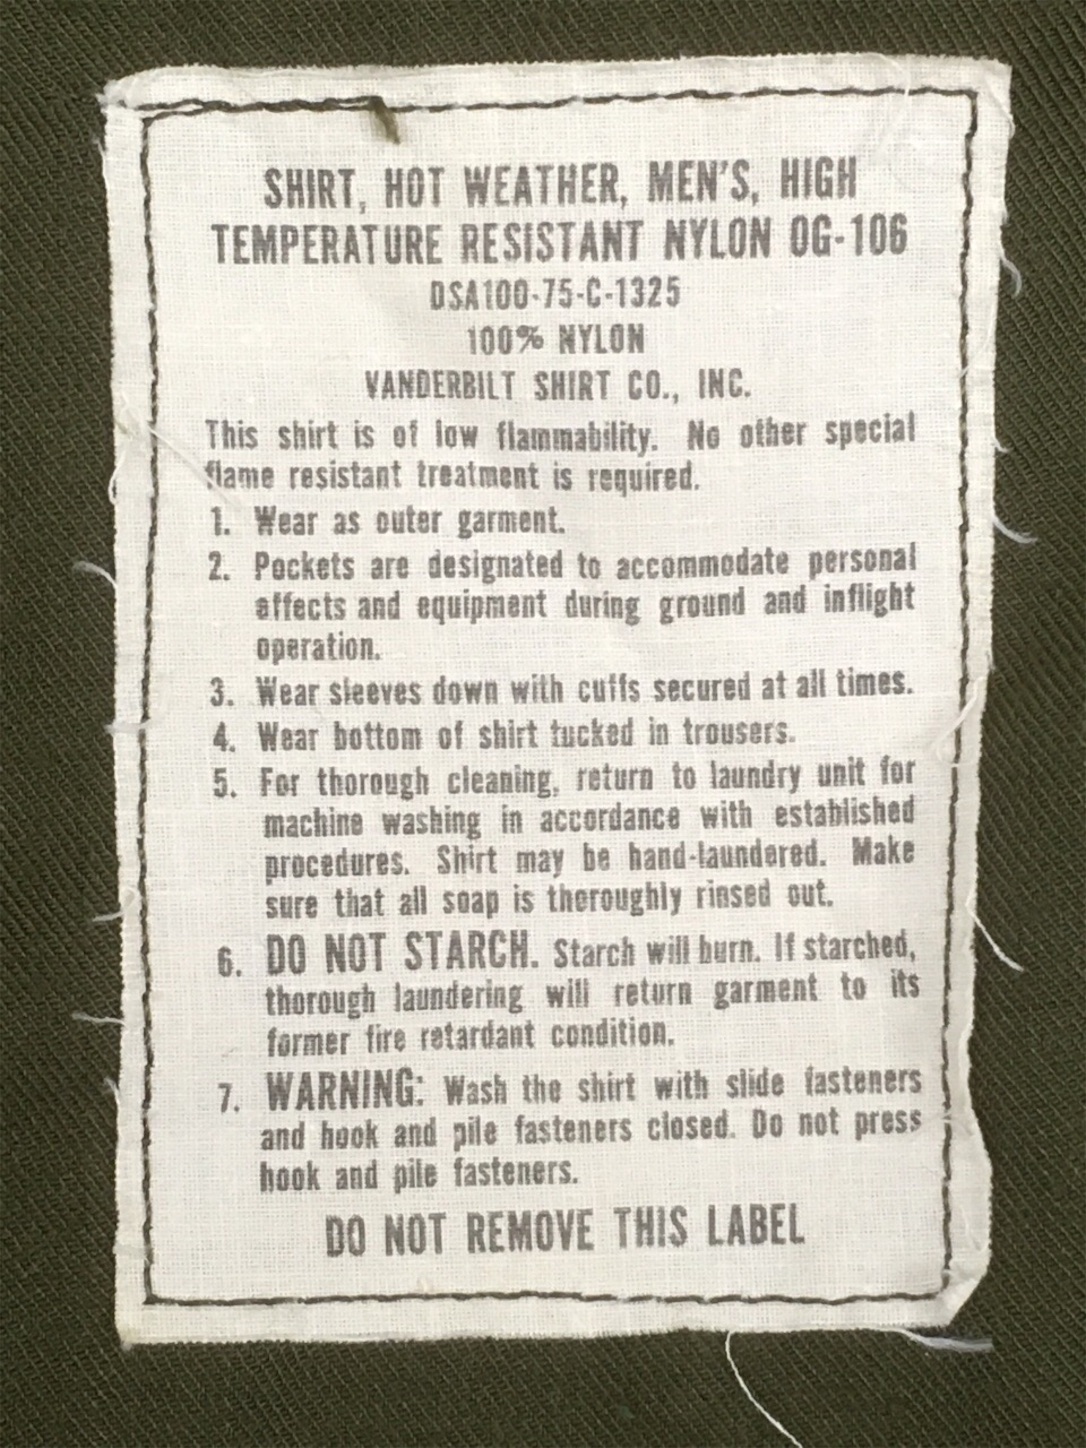 SHIRT, HOT WEATHER, MEN'S, HIGH
TEMPERATURE RESISTANT NYLON OG-106
DSA100-75-C-1325
100% NYLON
VANDERBILT SHIRT CO., INC.
This shirt is of low flammability. No other special
flame resistant treatment is required.
1. Wear as outer garment.
2. Pockets are designated to accommodate personal
affects and equipment during ground and inflight
operation.
3. Wear sleeves down with cuffs secured at all times.
4. Wear bottom of shirt tucked in trousers.
5. For thorough cleaning, return to laundry unit for
machine washing in accordance with established
procedures. Shirt may be hand-laundered. Make
sure that all soap is thoroughly rinsed out.
6. DO NOT STARCH. Starch will burn. If starched,
thorough laundering will return garment to its
former fire retardant condition.
7. WARNING: Wash the shirt with slide fasteners
and hook and pile fasteners closed. Do not press
hook and pile fasteners.
DO NOT REMOVE THIS LABEL